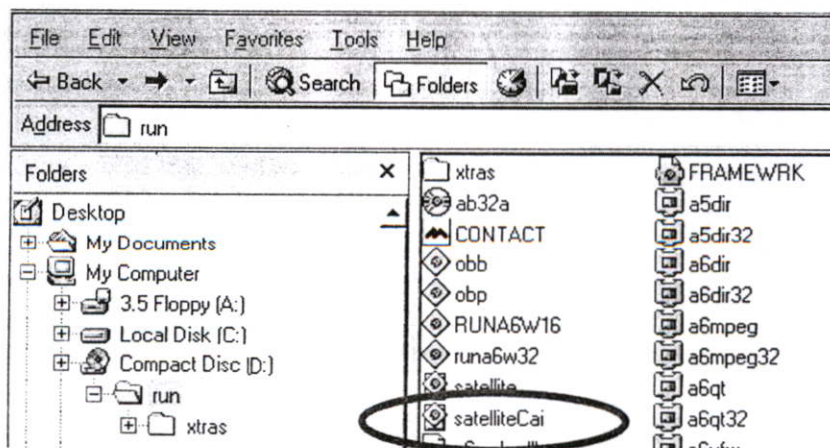 File Edit View Favorites Tools Help
Back Search Folders
Address run
Folders
Desktop
My Documents
My Computer
3.5 Floppy (A:)
Local Disk (C:)
Compact Disc (D:)
run
xtras
xtras
ab32a
CONTACT
obb
obp
RUNA6W16
runa6w32
satellite
satelliteCai
FRAMEWRK
a5dir
a5dir32
a6dir
a6dir32
a6mpeg
a6mpeg32
a6qt
a6qt32